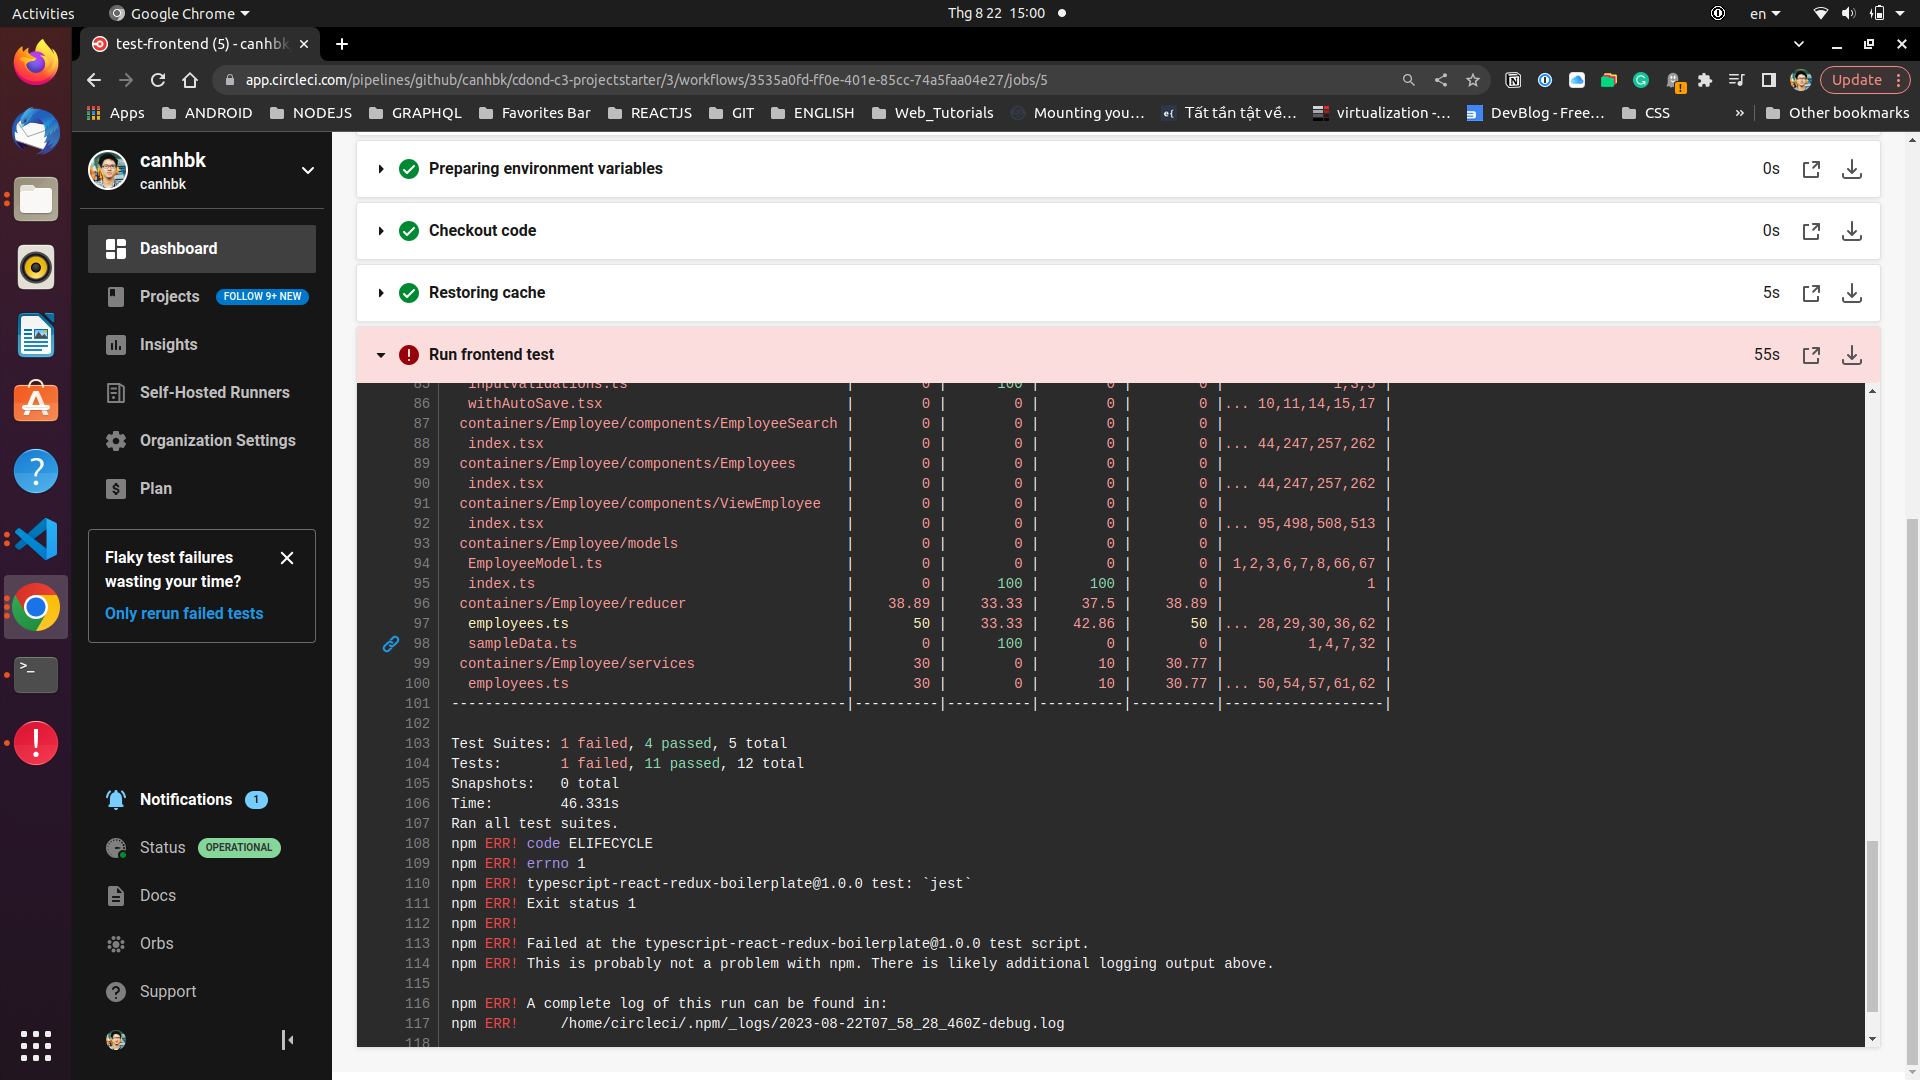 Activities
Google Chrome
Thg 8 22 15:00
en
test-frontend (5) - canhbk
app.circleci.com/pipelines/github/canhbk/cdond-c3-projectstarter/3/workflows/3535a0fd-ff0e-401e-85cc-74a5faa04e27/jobs/5
Update
Apps
ANDROID
NODEJS
GRAPHQL
Favorites Bar
REACTJS
GIT
ENGLISH
Web_Tutorials
Mounting you...
Tất tần tật về...
virtualization -...
DevBlog - Free...
CSS
»
Other bookmarks
canhbk
canhbk
Dashboard
Projects FOLLOW 9+ NEW
Insights
Self-Hosted Runners
Organization Settings
Plan
Flaky test failures
wasting your time?
Only rerun failed tests
Notifications 1
Status OPERATIONAL
Docs
Orbs
Support
Preparing environment variables 0s
Checkout code 0s
Restoring cache 5s
Run frontend test 55s
85 inputValidations.ts | 0 | 100 | 0 | 0 | 1,3,5 |
86 withAutoSave.tsx | 0 | 0 | 0 | 0 |... 10,11,14,15,17 |
87 containers/Employee/components/EmployeeSearch | 0 | 0 | 0 | 0 | |
88 index.tsx | 0 | 0 | 0 | 0 |... 44,247,257,262 |
89 containers/Employee/components/Employees | 0 | 0 | 0 | 0 | |
90 index.tsx | 0 | 0 | 0 | 0 |... 44,247,257,262 |
91 containers/Employee/components/ViewEmployee | 0 | 0 | 0 | 0 | |
92 index.tsx | 0 | 0 | 0 | 0 |... 95,498,508,513 |
93 containers/Employee/models | 0 | 0 | 0 | 0 | |
94 EmployeeModel.ts | 0 | 0 | 0 | 0 | 1,2,3,6,7,8,66,67 |
95 index.ts | 0 | 100 | 100 | 0 | 1 |
96 containers/Employee/reducer | 38.89 | 33.33 | 37.5 | 38.89 | |
97 employees.ts | 50 | 33.33 | 42.86 | 50 |... 28,29,30,36,62 |
98 sampleData.ts | 0 | 100 | 0 | 0 | 1,4,7,32 |
99 containers/Employee/services | 30 | 0 | 10 | 30.77 | |
100 employees.ts | 30 | 0 | 10 | 30.77 |... 50,54,57,61,62 |
101 -----------------------------------------------|----------|----------|----------|----------|-------------------|
102
103 Test Suites: 1 failed, 4 passed, 5 total
104 Tests: 1 failed, 11 passed, 12 total
105 Snapshots: 0 total
106 Time: 46.331s
107 Ran all test suites.
108 npm ERR! code ELIFECYCLE
109 npm ERR! errno 1
110 npm ERR! typescript-react-redux-boilerplate@1.0.0 test: `jest`
111 npm ERR! Exit status 1
112 npm ERR!
113 npm ERR! Failed at the typescript-react-redux-boilerplate@1.0.0 test script.
114 npm ERR! This is probably not a problem with npm. There is likely additional logging output above.
115
116 npm ERR! A complete log of this run can be found in:
117 npm ERR! /home/circleci/.npm/_logs/2023-08-22T07_58_28_460Z-debug.log
118